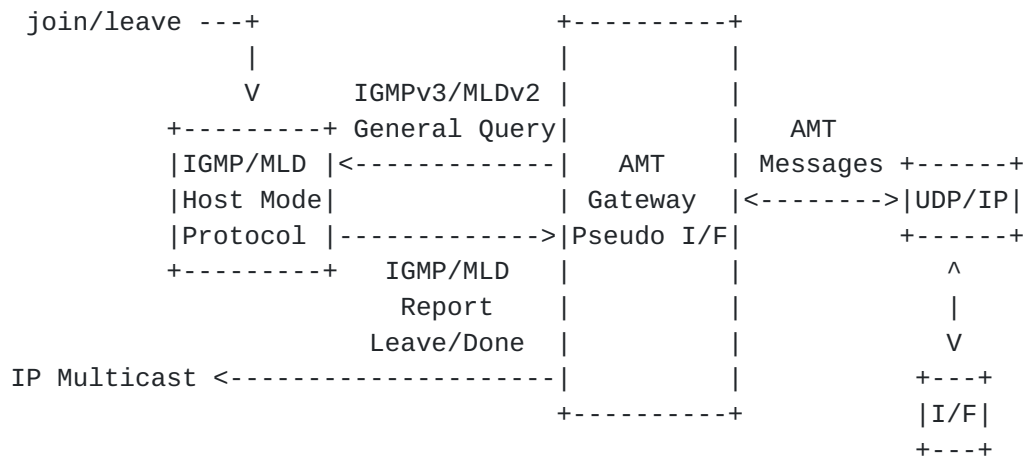 join/leave ---+                   +----------+
              |                   |          |
              V      IGMPv3/MLDv2 |          |
         +---------+ General Query|          |   AMT
         |IGMP/MLD |<-------------|   AMT    | Messages +------+
         |Host Mode|              | Gateway  |<-------->|UDP/IP|
         |Protocol |------------->|Pseudo I/F|          +------+
         +---------+   IGMP/MLD   |          |             ^
                        Report    |          |             |
                      Leave/Done  |          |             V
IP Multicast <---------------------|          |           +---+
                                  +----------+           |I/F|
                                                         +---+